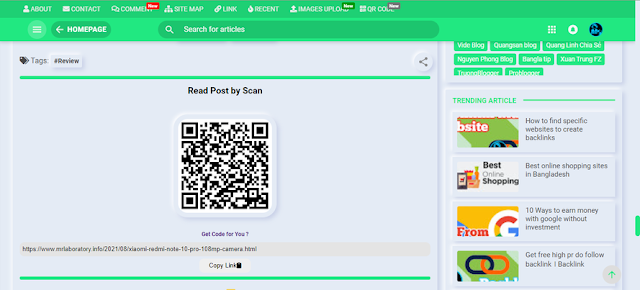 ABOUT CONTACT COMMENT New SITE MAP LINK RECENT IMAGES UPLOAD New QR CODE New
HOMEPAGE
Search for articles
Tags: #Review
Read Post by Scan
Get Code for You ?
https://www.mrlaboratory.info/2021/08/xiaomi-redmi-note-10-pro-108mp-camera.html
Copy Link
Vide Blog Quangsan blog Quang Linh Chia Sẻ
Nguyen Phong Blog Bangla Up Xuan Trung I'Z
TruongBlogger Problogger
TRENDING ARTICLE
bsite
How to find specific
websites to create
backlinks
Best
Online
Shopping
Best online shopping sites
in Bangladesh
From
10 Ways to earn money
with google without
investment
Get free high pr do follow
backlink । Backlink